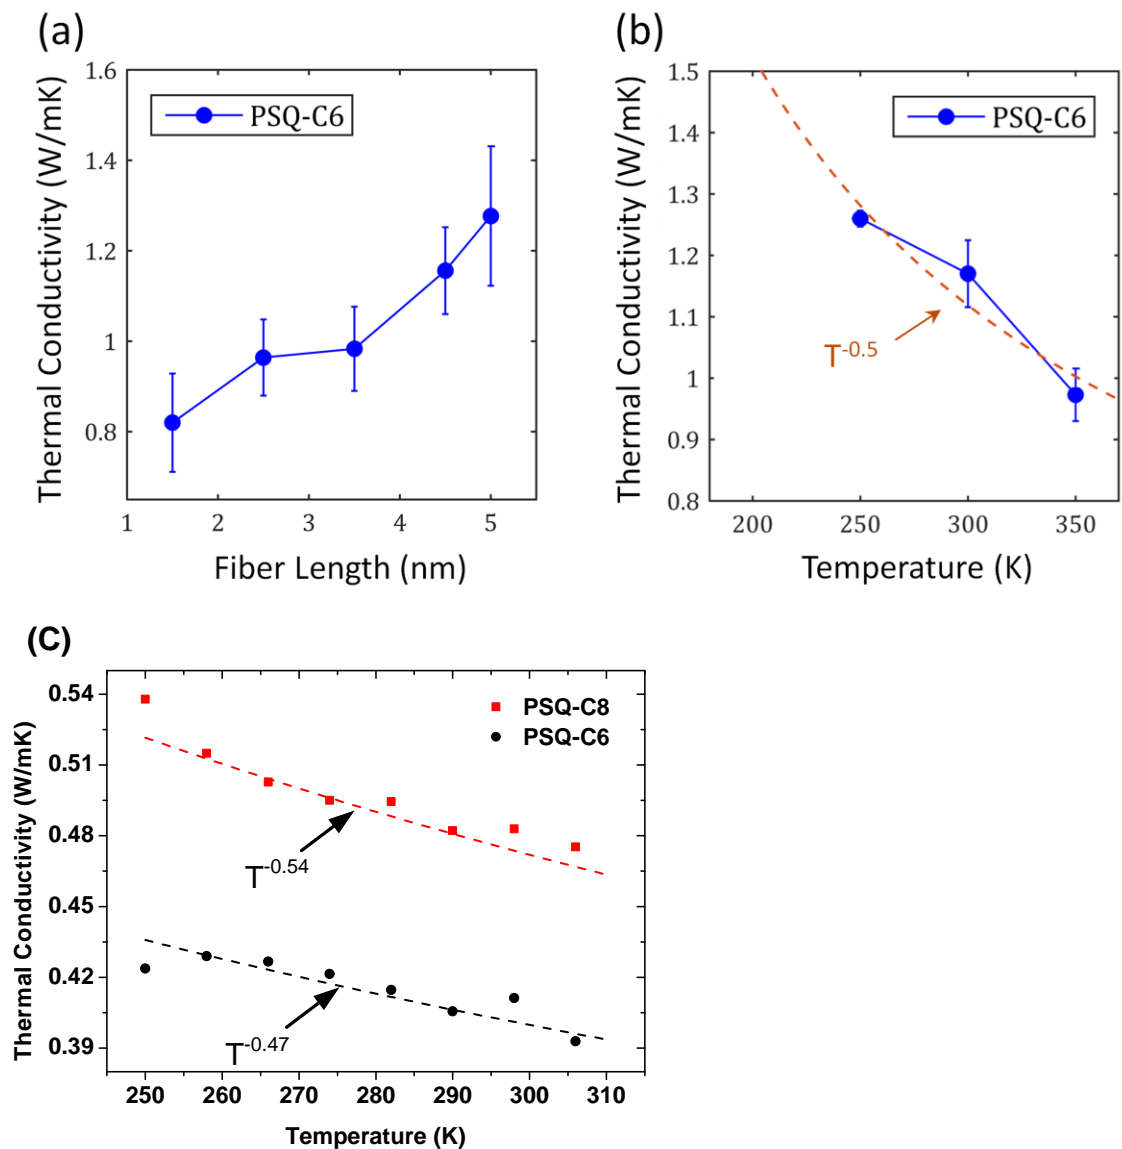 (a)
Thermal Conductivity (W/mK)
1.6
1.4
1.2
1
0.8
PSQ-C6
1 2 3 4 5
Fiber Length (nm)
(b)
Thermal Conductivity (W/mK)
1.5
1.4
1.3
1.2
1.1
1
0.9
0.8
PSQ-C6
T-0.5
200 250 300 350
Temperature (K)
(C)
Thermal Conductivity (W/mK)
0.54
0.51
0.48
0.45
0.42
0.39
PSQ-C8
PSQ-C6
T-0.54
T-0.47
250 260 270 280 290 300 310
Temperature (K)